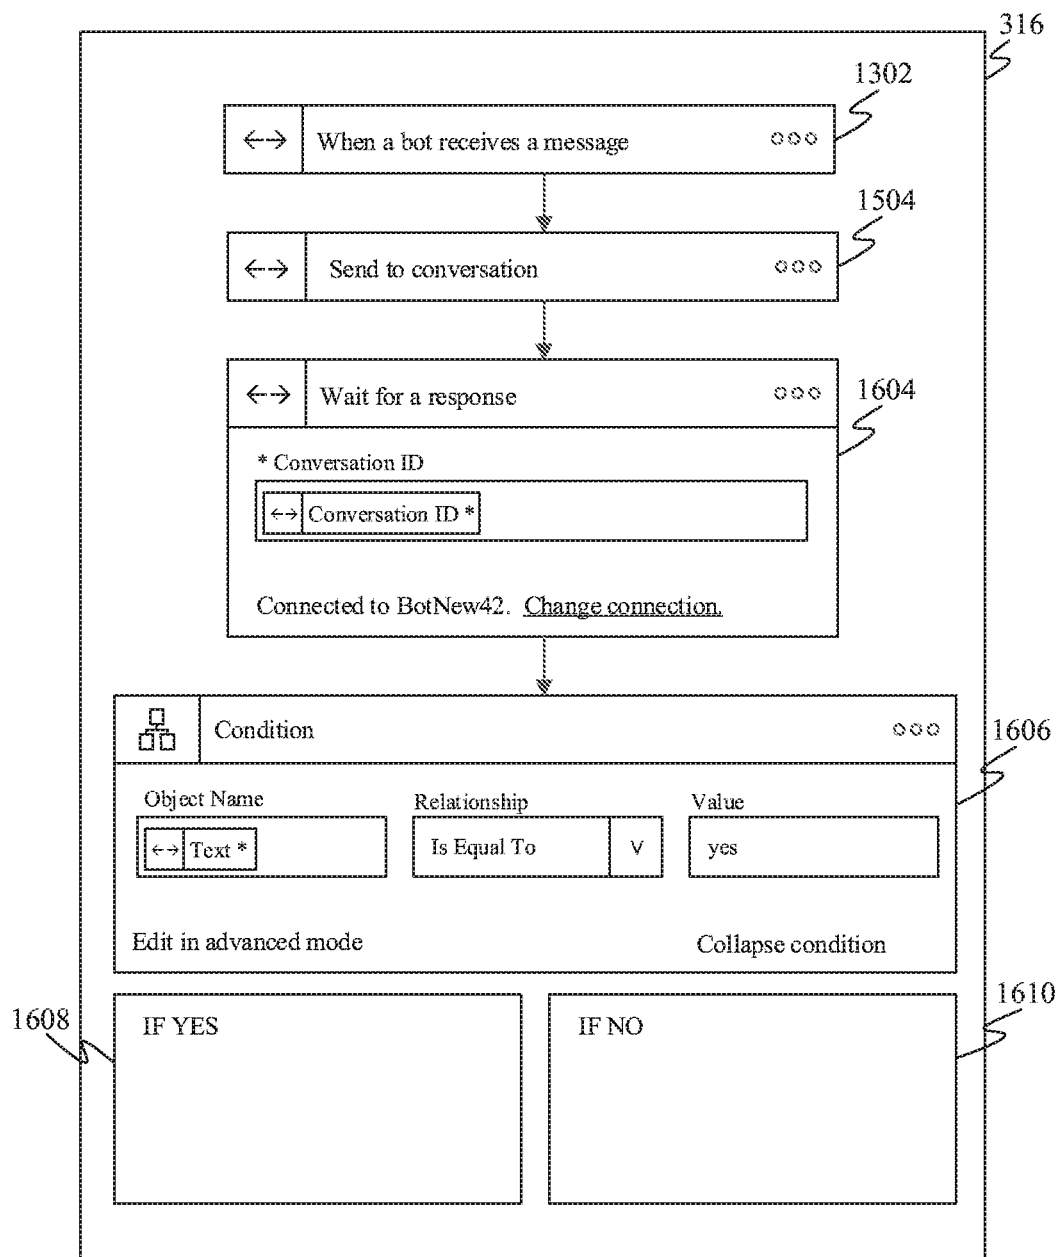 316
1302
When a bot receives a message
1504
Send to conversation
Wait for a response
1604
* Conversation ID
Conversation ID *
Connected to BotNew42. Change connection.
Condition
1606
Object Name Relationship Value
Text * Is Equal To V yes
Edit in advanced mode Collapse condition
1608
IF YES
IF NO
1610